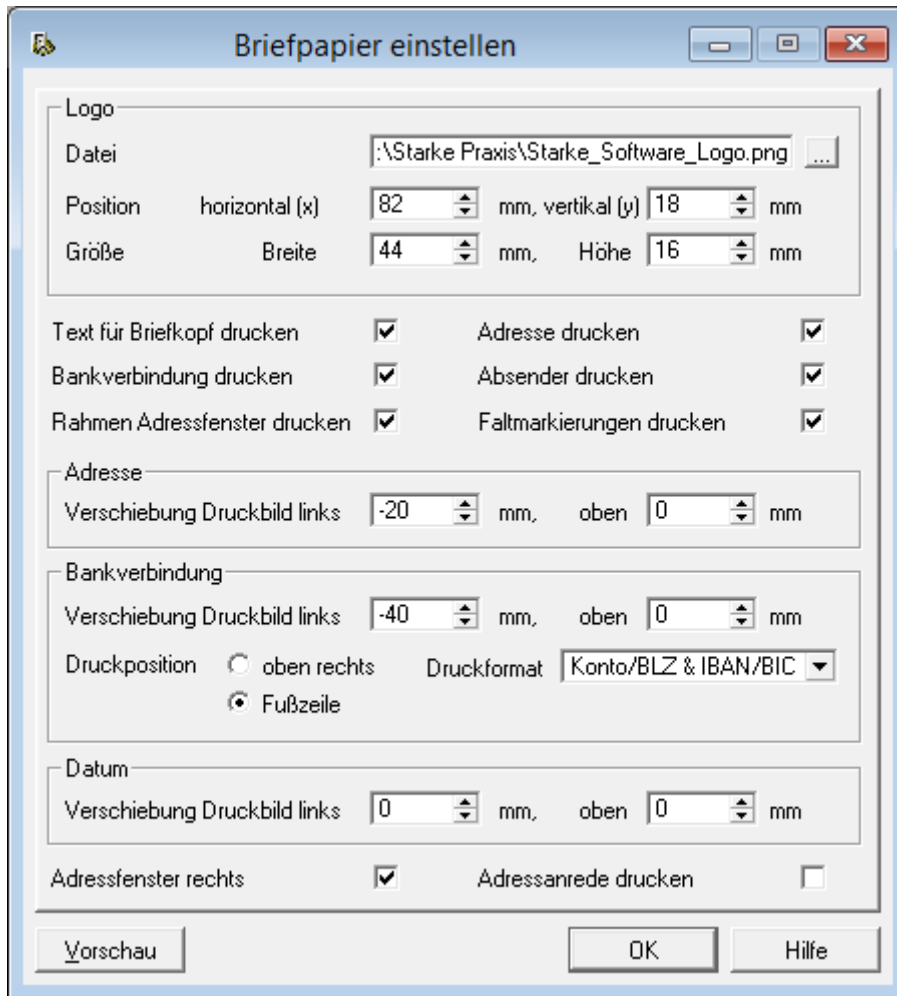 Briefpapier einstellen
Logo
Datei :\Starke Praxis\Starke_Software_Logo.png ...
Position horizontal (x) 82 mm, vertikal (y) 18 mm
Größe Breite 44 mm, Höhe 16 mm
Text für Briefkopf drucken Adresse drucken
Bankverbindung drucken Absender drucken
Rahmen Adressfenster drucken Faltmarkierungen drucken
Adresse
Verschiebung Druckbild links -20 mm, oben 0 mm
Bankverbindung
Verschiebung Druckbild links -40 mm, oben 0 mm
Druckposition oben rechts Druckformat Konto/BLZ & IBAN/BIC
Fußzeile
Datum
Verschiebung Druckbild links 0 mm, oben 0 mm
Adressfenster rechts Adressanrede drucken
Vorschau OK Hilfe